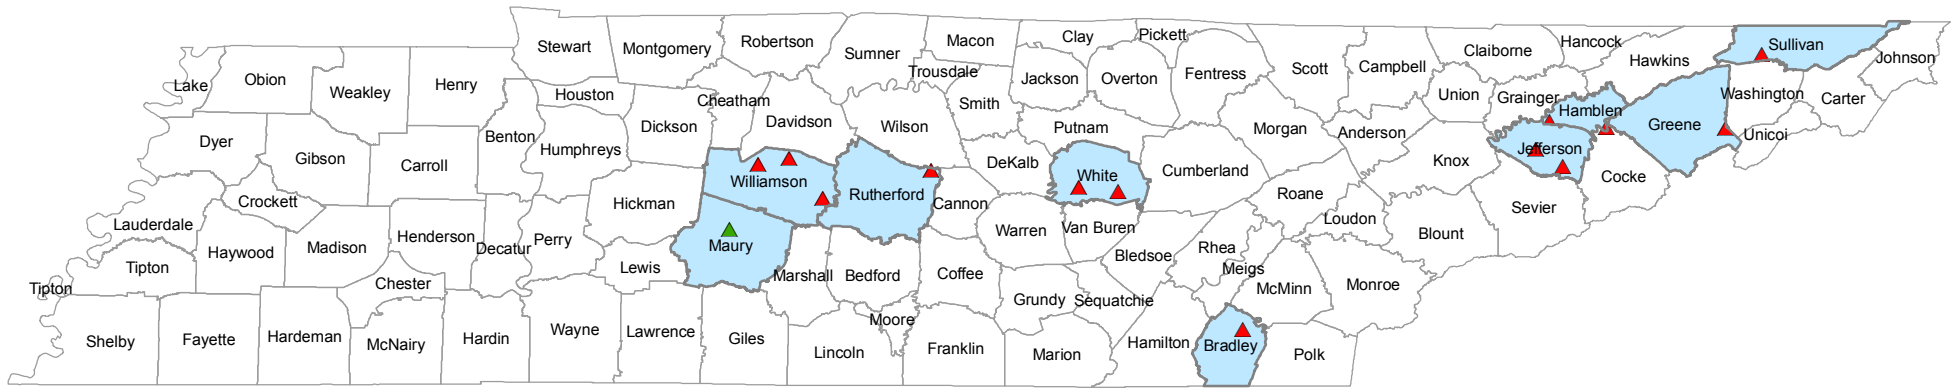 Stewart
Montgomery
Robertson
Sumner
Macon
Clay
Pickett
Trousdale
Jackson
Overton
Fentress
Scott
Campbell
Claiborne
Hancock
Hawkins
Sullivan
Johnson
Lake
Obion
Weakley
Henry
Houston
Cheatham
Smith
Union
Grainger
Hamblen
Washington
Carter
Dyer
Gibson
Carroll
Benton
Humphreys
Dickson
Davidson
Wilson
Putnam
Morgan
Anderson
Greene
Unicoi
Jefferson
Knox
Cocke
DeKalb
White
Cumberland
Williamson
Rutherford
Cannon
Roane
Loudon
Sevier
Blount
Crockett
Lauderdale
Haywood
Madison
Henderson
Decatur
Perry
Hickman
Maury
Lewis
Warren
Van Buren
Bledsoe
Rhea
Meigs
McMinn
Monroe
Tipton
Tipton
Chester
Marshall
Bedford
Coffee
Grundy
Sequatchie
Shelby
Fayette
Hardeman
McNairy
Hardin
Wayne
Lawrence
Giles
Lincoln
Moore
Franklin
Marion
Hamilton
Bradley
Polk